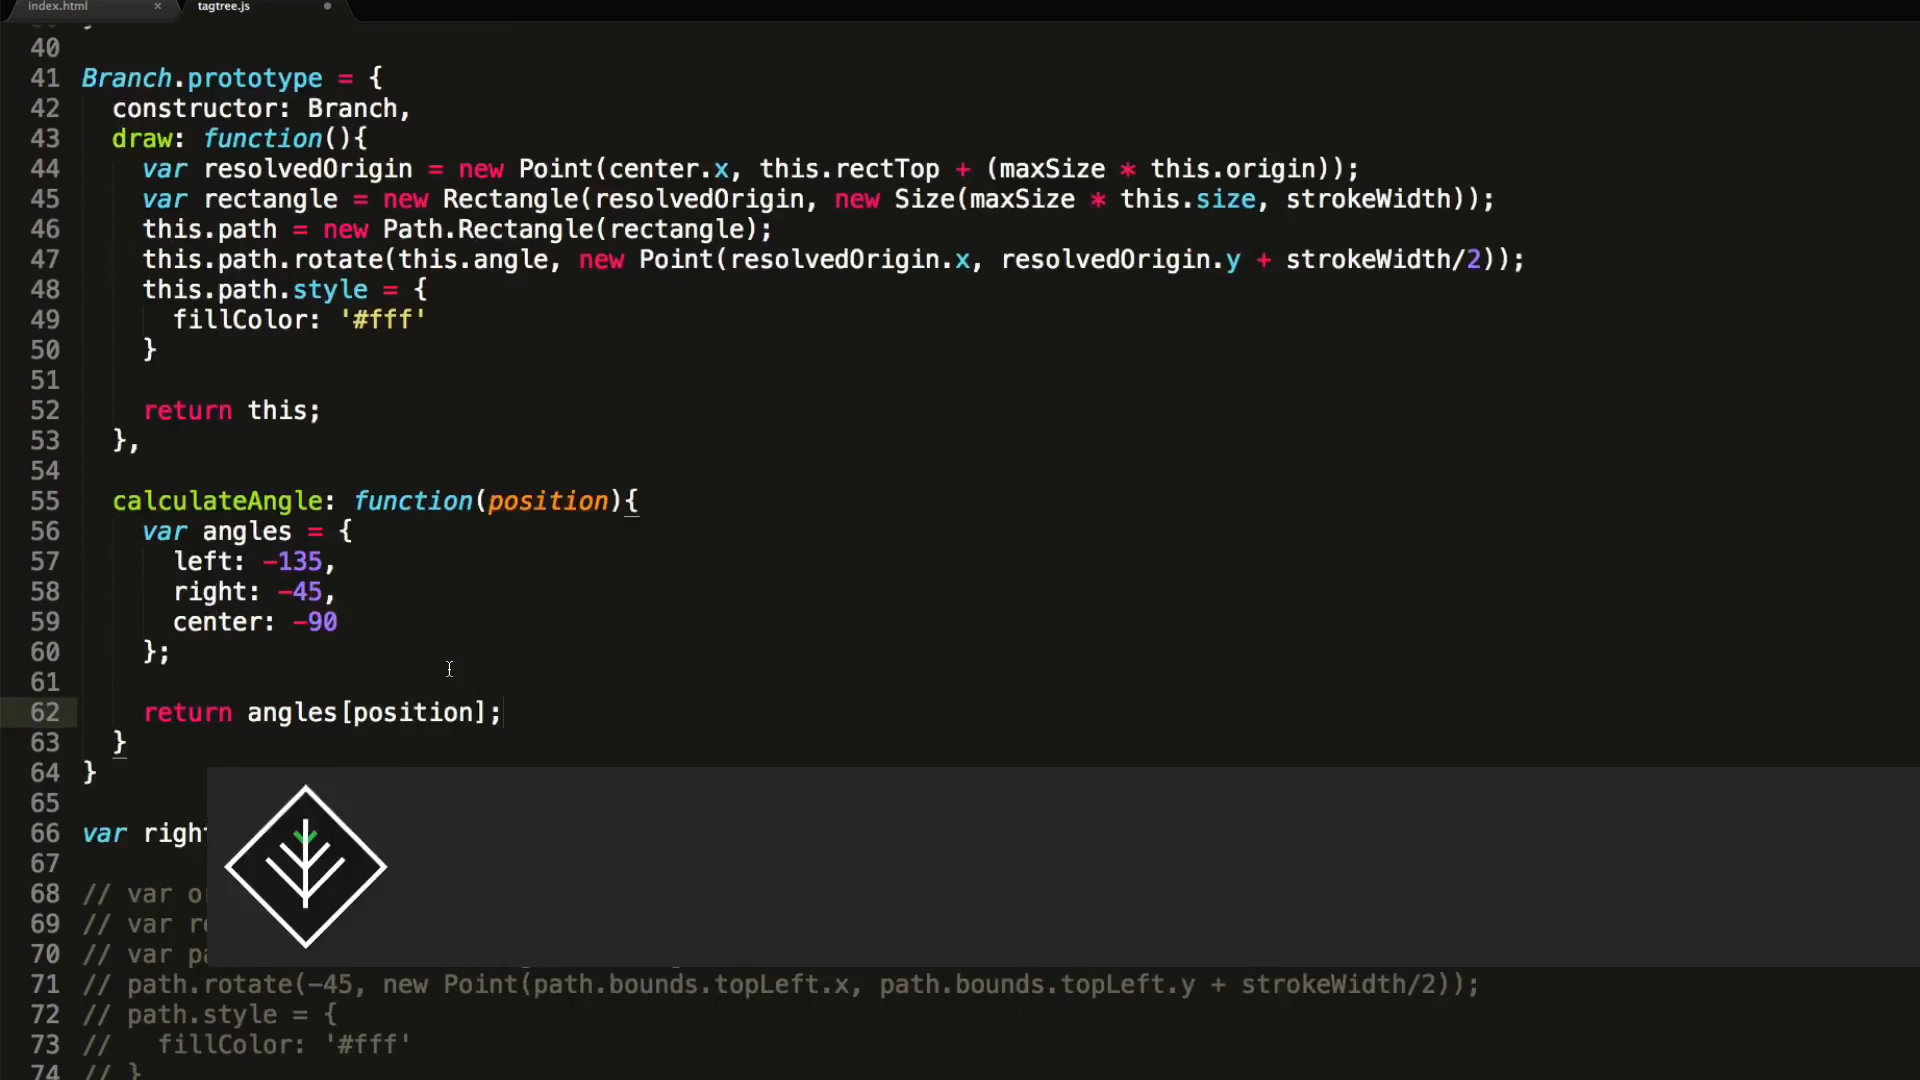 index.html × tagtree.js
40
41 Branch.prototype = {
42 constructor: Branch,
43 draw: function(){
44 var resolvedOrigin = new Point(center.x, this.rectTop + (maxSize * this.origin));
45 var rectangle = new Rectangle(resolvedOrigin, new Size(maxSize * this.size, strokeWidth));
46 this.path = new Path.Rectangle(rectangle);
47 this.path.rotate(this.angle, new Point(resolvedOrigin.x, resolvedOrigin.y + strokeWidth/2));
48 this.path.style = {
49 fillColor: '#fff'
50 }
51
52 return this;
53 },
54
55 calculateAngle: function(position){
56 var angles = {
57 left: -135,
58 right: -45,
59 center: -90
60 };
61
62 return angles[position];
63 }
64 }
65
66 var right
67
68 // var o
69 // var re
70 // var pa
71 // path.rotate(-45, new Point(path.bounds.topLeft.x, path.bounds.topLeft.y + strokeWidth/2));
72 // path.style = {
73 // fillColor: '#fff'
74 // }